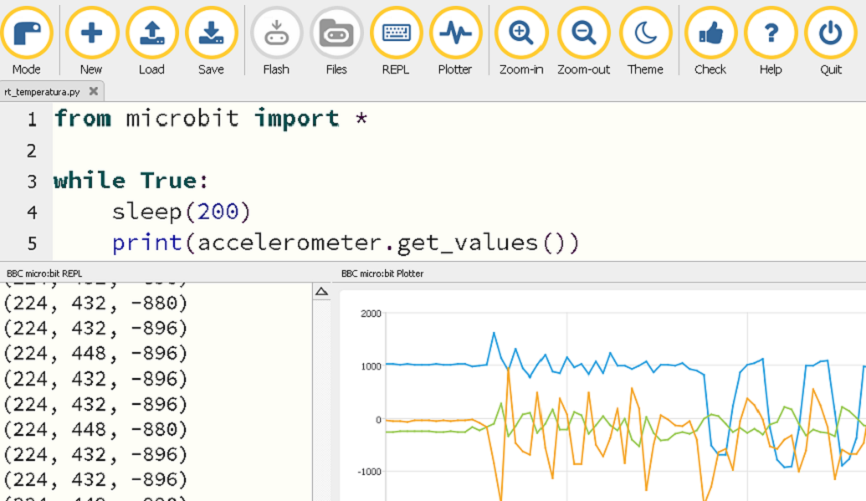 Mode New Load Save Flash Files REPL Plotter Zoom-in Zoom-out Theme Check Help Quit
rt_temperatura.py
1 from microbit import *
2
3 while True:
4 sleep(200)
5 print(accelerometer.get_values())
BBC micro:bit REPL
(224, 432, -880)
(224, 432, -896)
(224, 448, -896)
(224, 432, -896)
(224, 432, -896)
(224, 448, -880)
(224, 432, -896)
(224, 432, -896)
BBC micro:bit Plotter
2000
1000
0
-1000